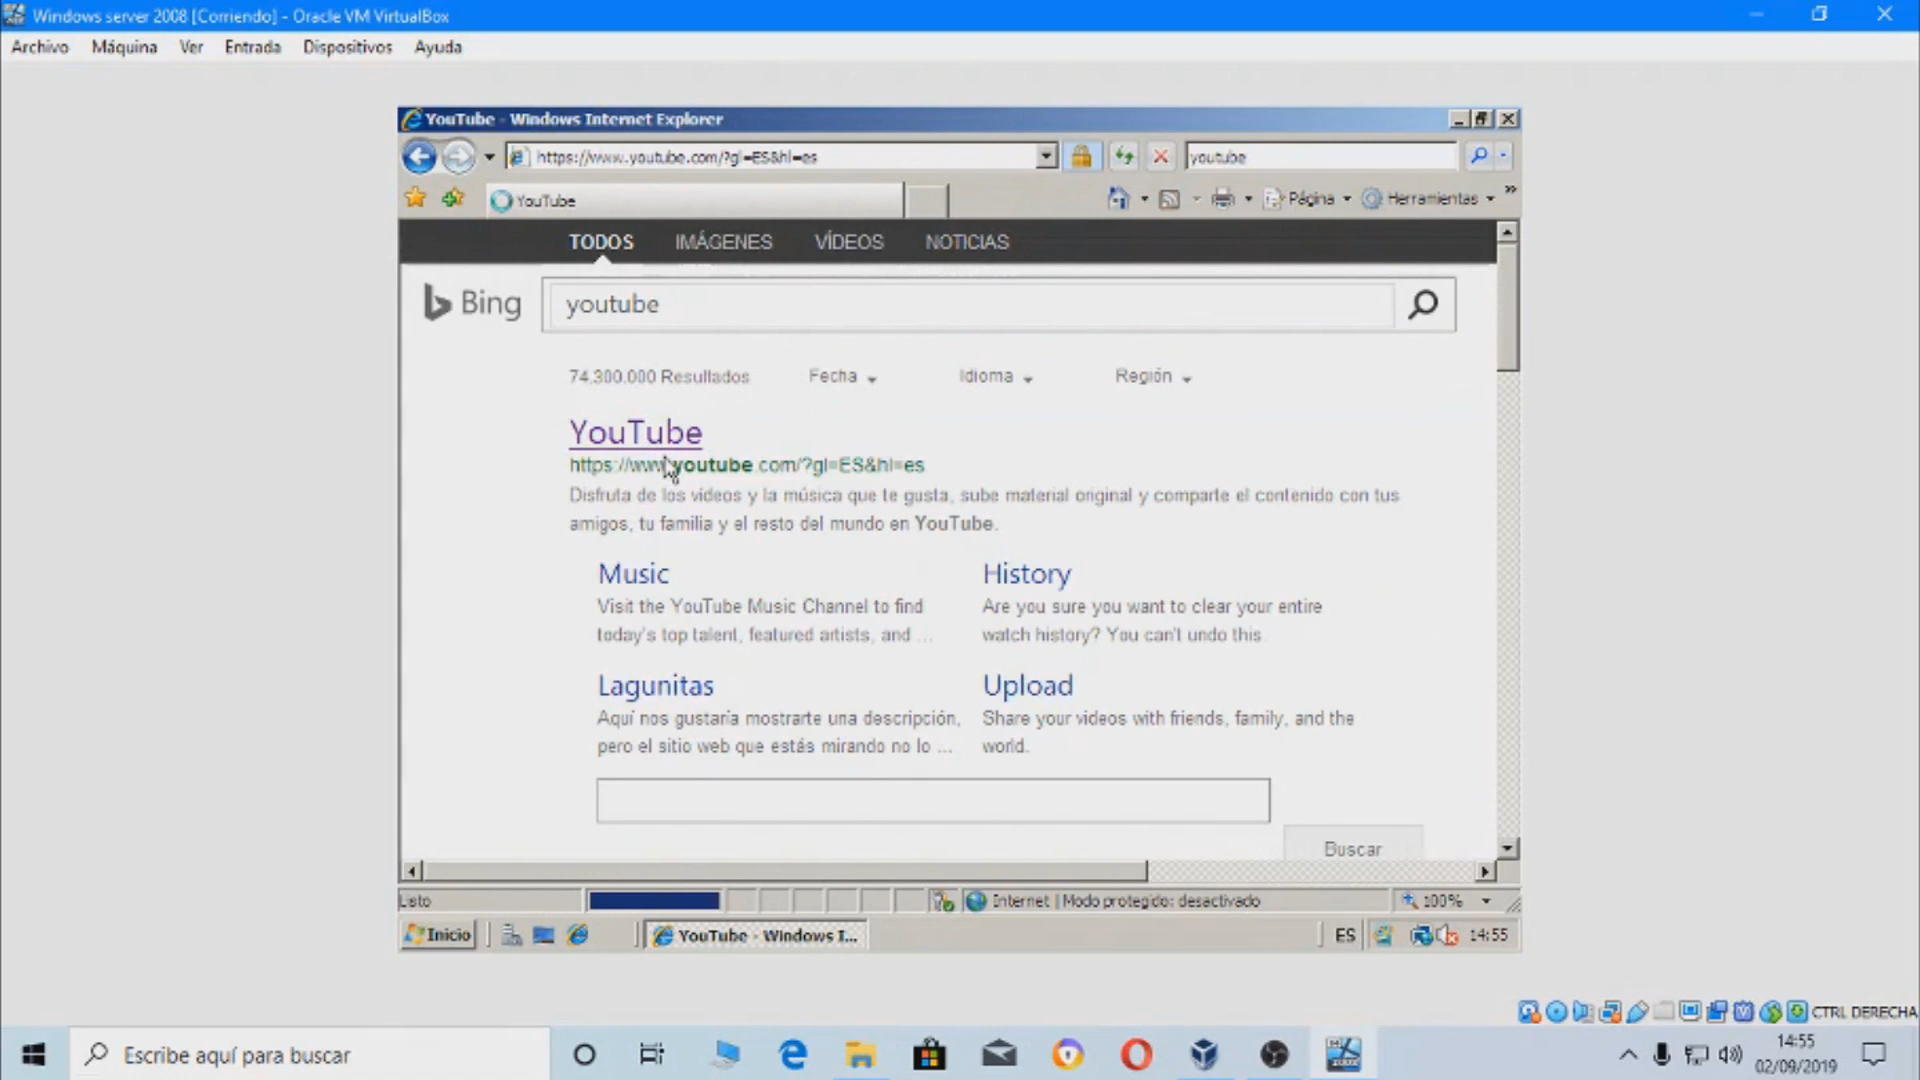 Windows server 2008 [Corriendo] - Oracle VM VirtualBox
Archivo Máquina Ver Entrada Dispositivos Ayuda
YouTube - Windows Internet Explorer
https://www.youtube.com/?gl=ES&hl=es youtube
YouTube Página Herramientas
TODOS IMÁGENES VÍDEOS NOTICIAS
Bing youtube
74.300.000 Resultados Fecha Idioma Región
YouTube
https://www.youtube.com/?gl=ES&hl=es
Disfruta de los vídeos y la música que te gusta, sube material original y comparte el contenido con tus
amigos, tu familia y el resto del mundo en YouTube.
Music History
Visit the YouTube Music Channel to find Are you sure you want to clear your entire
today's top talent, featured artists, and ... watch history? You can't undo this.
Lagunitas Upload
Aquí nos gustaría mostrarte una descripción, Share your videos with friends, family, and the
pero el sitio web que estás mirando no lo ... world.
Buscar
Listo Internet | Modo protegido: desactivado 100%
Inicio YouTube - Windows I... ES 14:55
CTRL DERECHA
Escribe aquí para buscar 14:55
02/09/2019